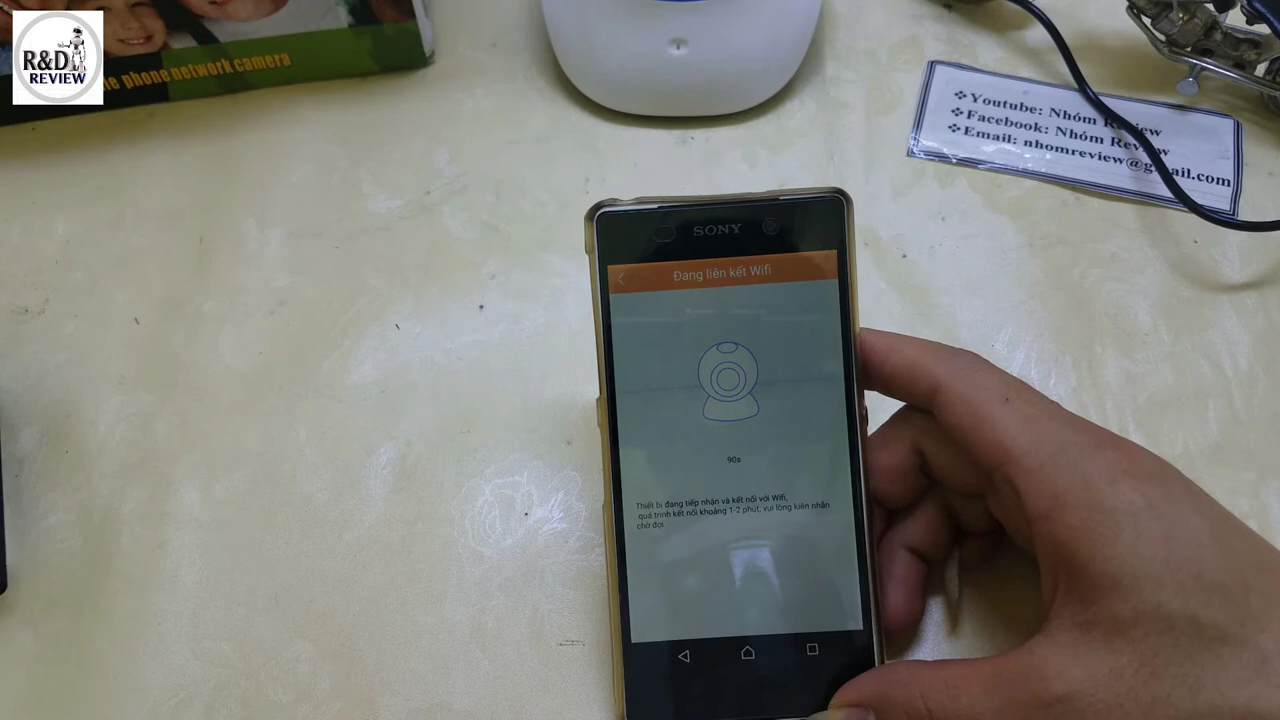 R&D
REVIEW
phone network camera
❖Youtube: Nhóm Review
❖Facebook: Nhóm Review
❖Email: nhomreview@gmail.com
SONY
Đang liên kết Wifi
90s
Thiết bị đang tiếp nhận và kết nối với Wifi,
quá trình kết nối khoảng 1-2 phút, vui lòng kiên nhẫn
chờ đợi